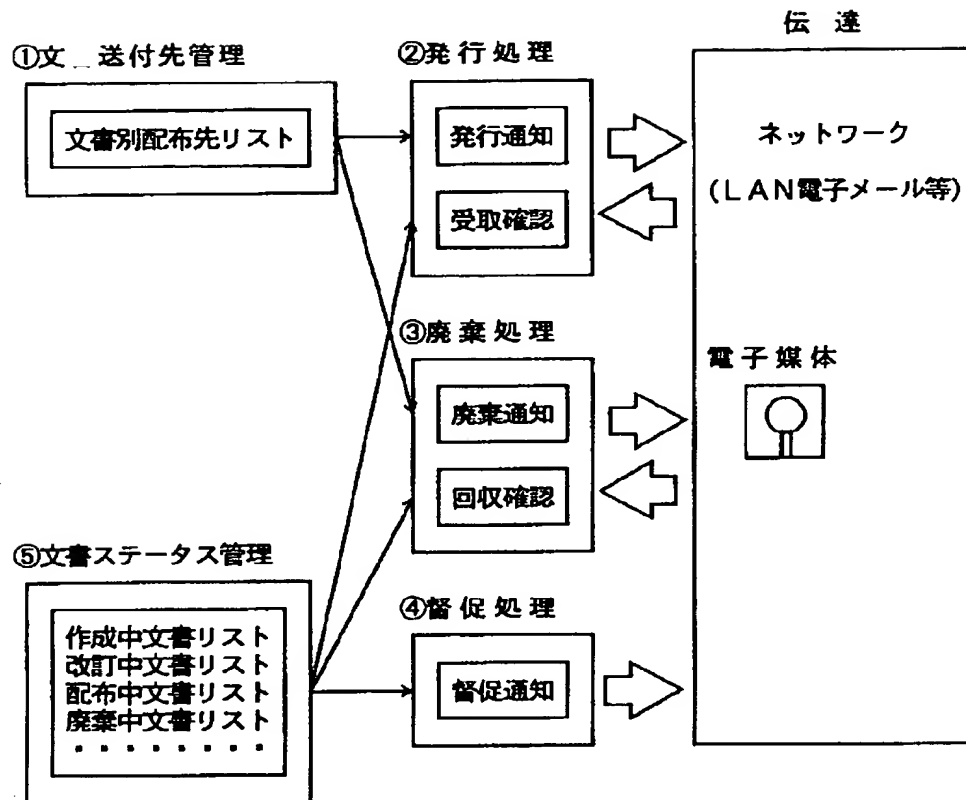 伝達
①文_送付先管理
文書別配布先リスト
②発行処理
発行通知
受取確認
ネットワーク
(LAN電子メール等)
③廃棄処理
廃棄通知
回収確認
電子媒体
⑤文書ステータス管理
作成中文書リスト
改訂中文書リスト
配布中文書リスト
廃棄中文書リスト
・・・・・・・・
④督促処理
督促通知